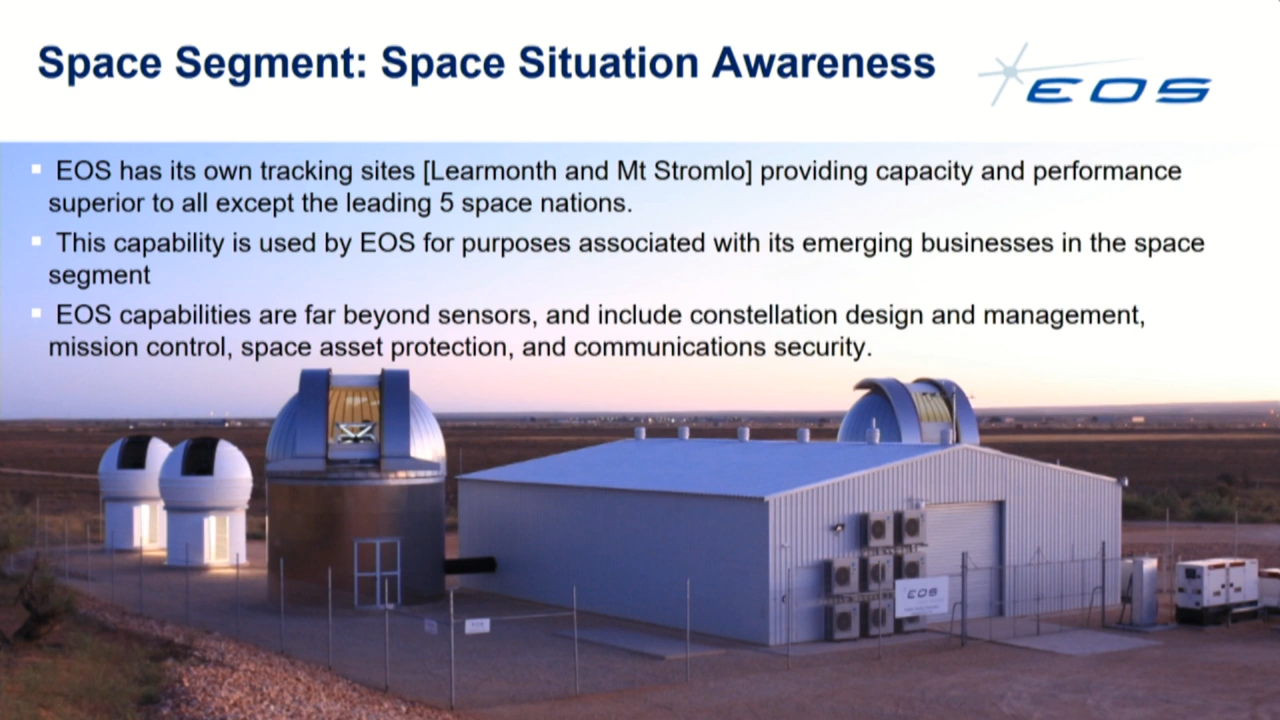 Space Segment: Space Situation Awareness
EOS
EOS has its own tracking sites [Learmonth and Mt Stromlo] providing capacity and performance
superior to all except the leading 5 space nations.
This capability is used by EOS for purposes associated with its emerging businesses in the space
segment
EOS capabilities are far beyond sensors, and include constellation design and management,
mission control, space asset protection, and communications security.
EOS